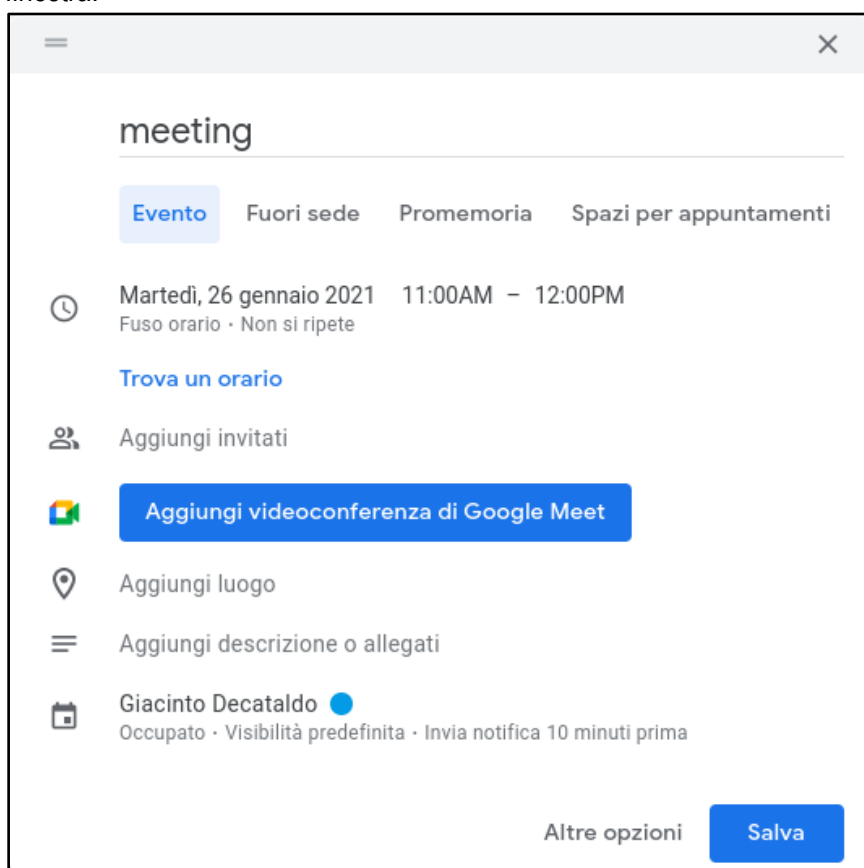 meeting
Evento Fuori sede Promemoria Spazi per appuntamenti
Martedì, 26 gennaio 2021 11:00AM – 12:00PM
Fuso orario · Non si ripete
Trova un orario
Aggiungi invitati
Aggiungi videoconferenza di Google Meet
Aggiungi luogo
Aggiungi descrizione o allegati
Giacinto Decataldo
Occupato · Visibilità predefinita · Invia notifica 10 minuti prima
Altre opzioni Salva